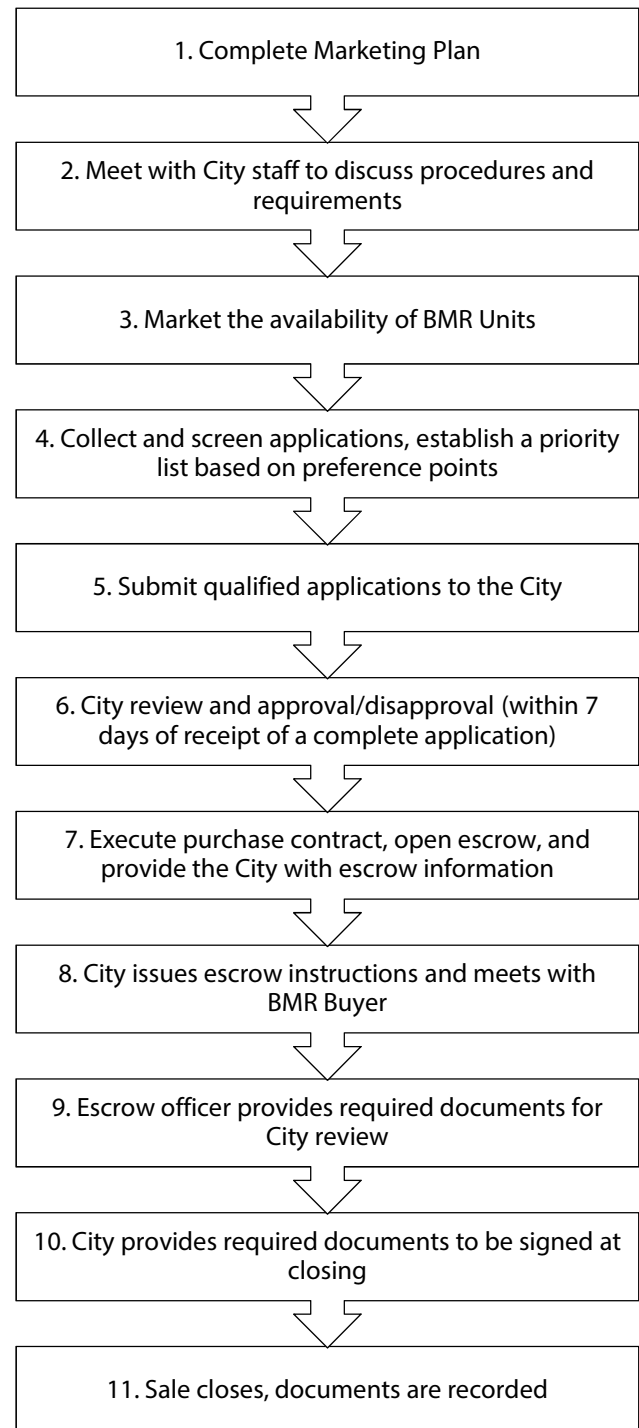 1. Complete Marketing Plan
2. Meet with City staff to discuss procedures and
requirements
3. Market the availability of BMR Units
4. Collect and screen applications, establish a priority
list based on preference points
5. Submit qualified applications to the City
6. City review and approval/disapproval (within 7
days of receipt of a complete application)
7. Execute purchase contract, open escrow, and
provide the City with escrow information
8. City issues escrow instructions and meets with
BMR Buyer
9. Escrow officer provides required documents for
City review
10. City provides required documents to be signed at
closing
11. Sale closes, documents are recorded